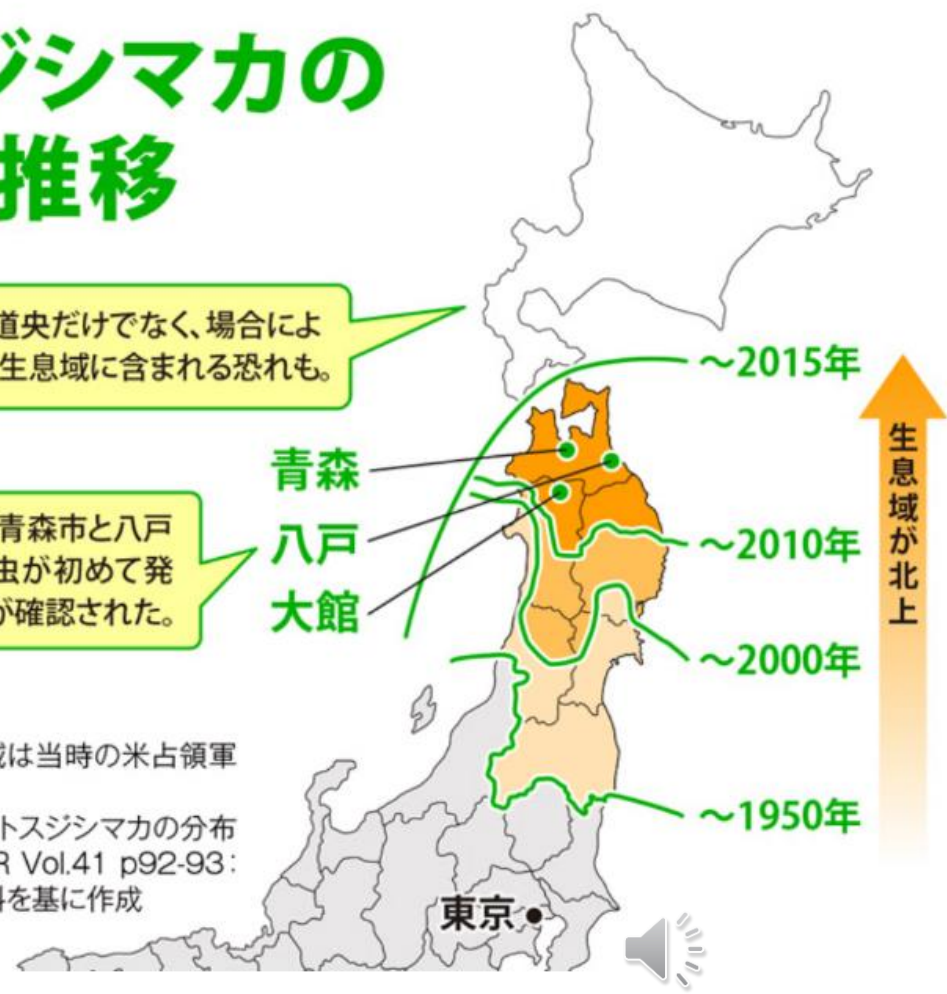 ジシマカの
推移
道央だけでなく、場合によ
生息域に含まれる恐れも。
～2015年
生息域が北上
青森
青森市と八戸
虫が初めて発
が確認された。
八戸
～2010年
大館
～2000年
域は当時の米占領軍
トスジシマカの分布
R Vol.41 p92-93：
料を基に作成
～1950年
東京